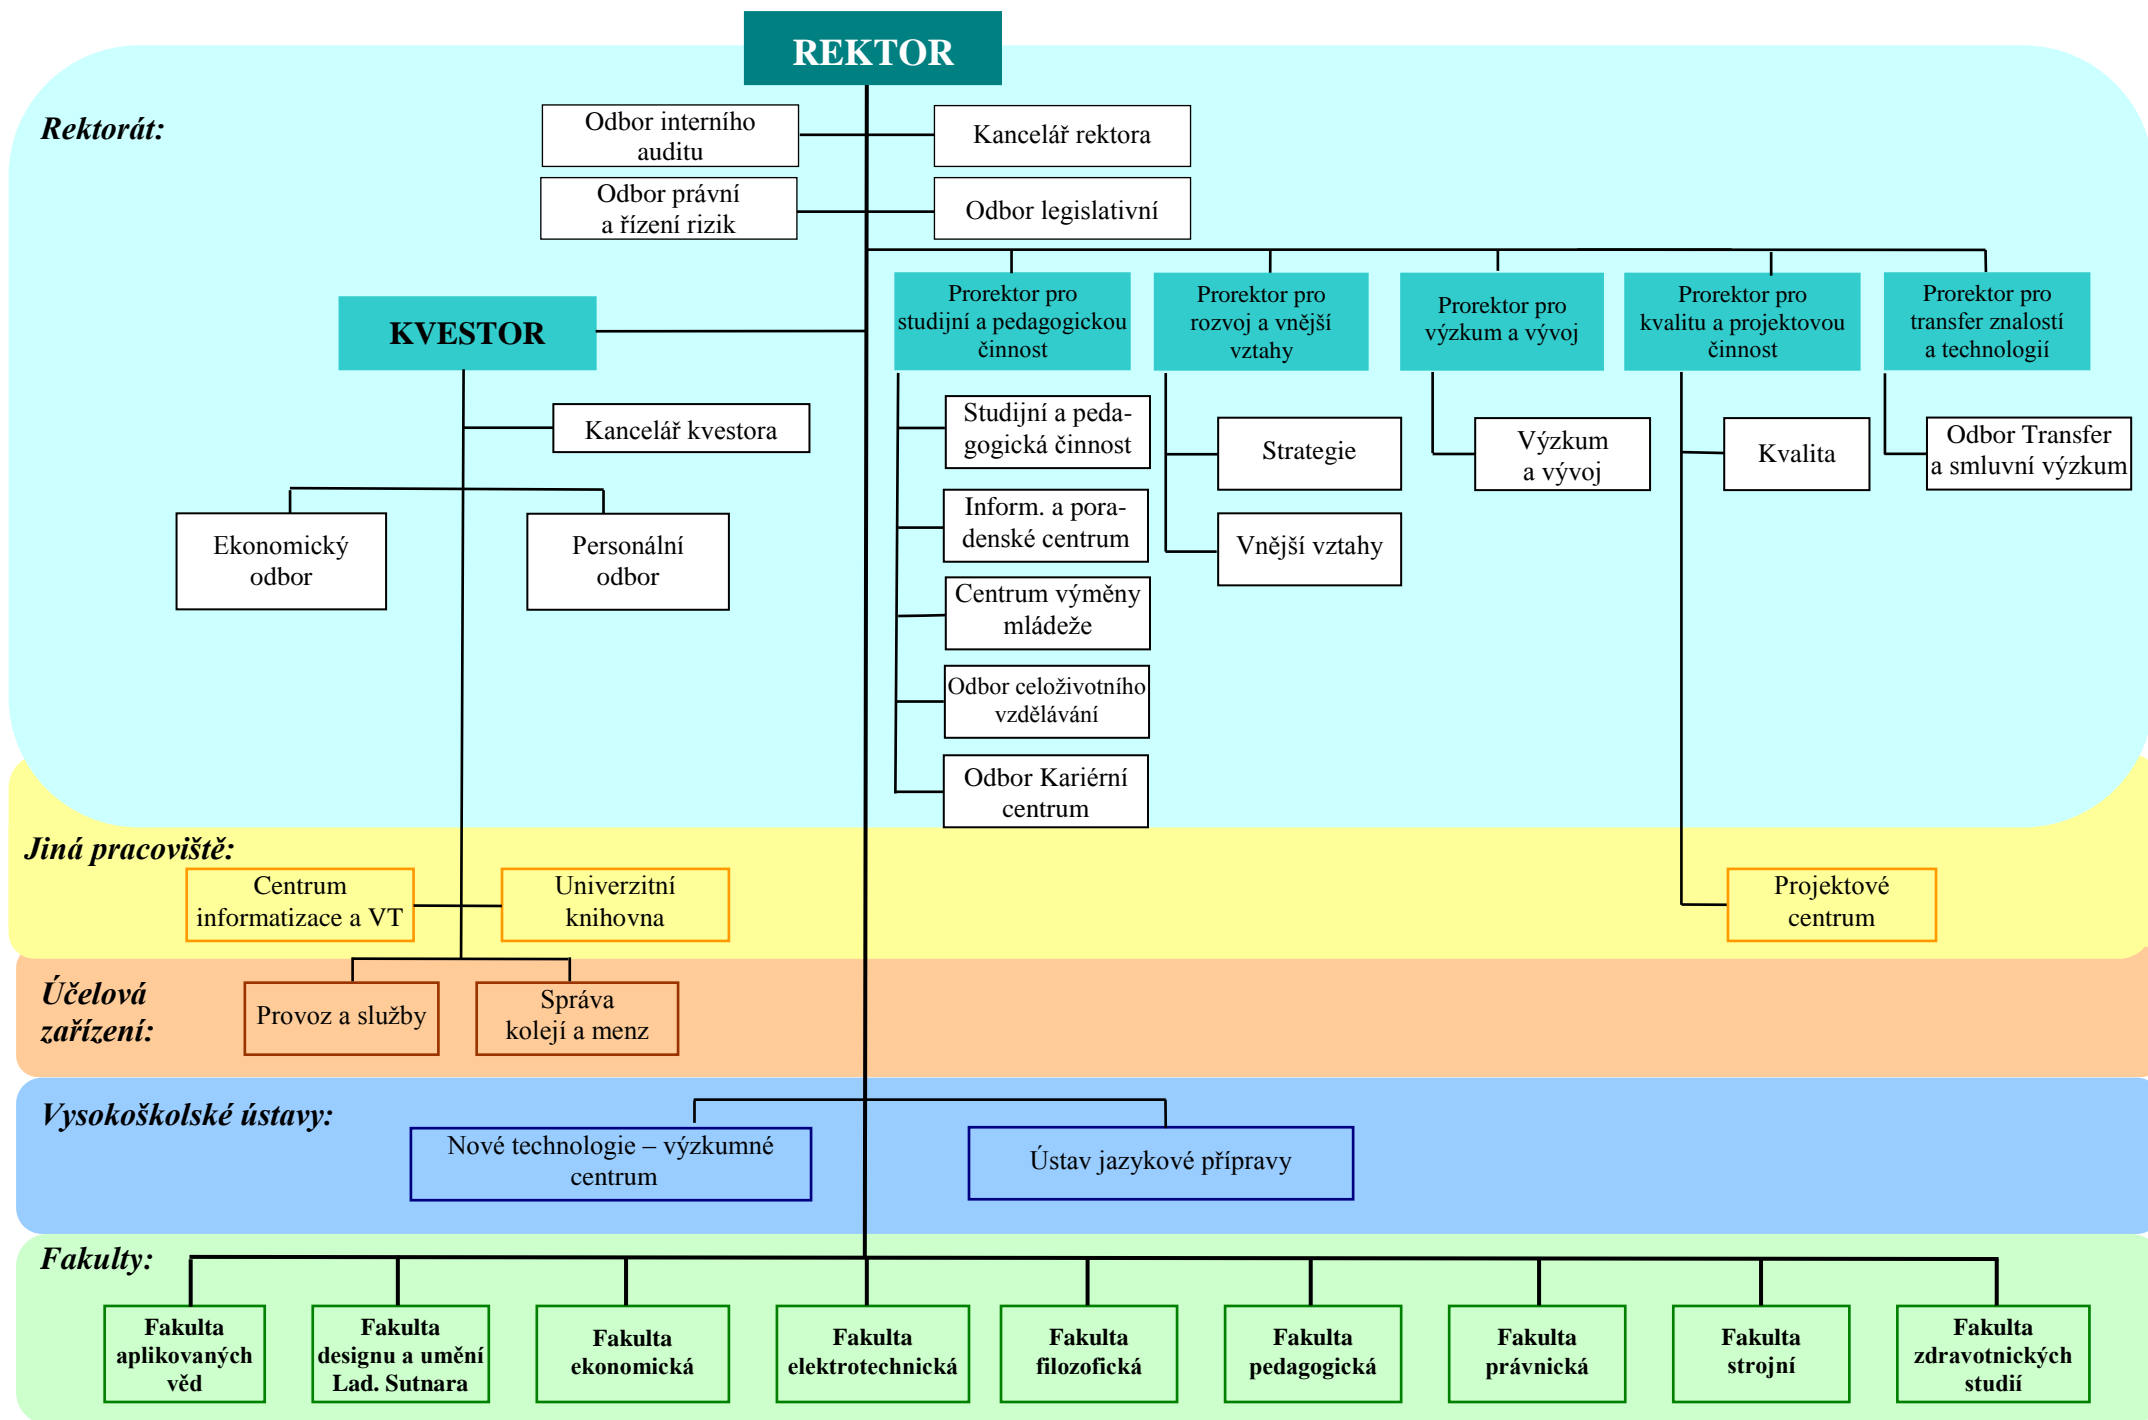 REKTOR
Rektorát:
Odbor interního
auditu
Kancelář rektora
Odbor právní
a řízení rizik
Odbor legislativní
KVESTOR
Prorektor pro
studijní a pedagogickou
činnost
Prorektor pro
rozvoj a vnější
vztahy
Prorektor pro
výzkum a vývoj
Prorektor pro
kvalitu a projektovou
činnost
Prorektor pro
transfer znalostí
a technologií
Kancelář kvestora
Ekonomický
odbor
Personální
odbor
Studijní a peda-
gogická činnost
Inform. a pora-
denské centrum
Centrum výměny
mládeže
Odbor celoživotního
vzdělávání
Odbor Kariérní
centrum
Strategie
Vnější vztahy
Výzkum
a vývoj
Kvalita
Odbor Transfer
a smluvní výzkum
Jiná pracoviště:
Centrum
informatizace a VT
Univerzitní
knihovna
Projektové
centrum
Účelová
zařízení:
Provoz a služby
Správa
kolejí a menz
Vysokoškolské ústavy:
Nové technologie – výzkumné
centrum
Ústav jazykové přípravy
Fakulty:
Fakulta
aplikovaných
věd
Fakulta
designu a umění
Lad. Sutnara
Fakulta
ekonomická
Fakulta
elektrotechnická
Fakulta
filozofická
Fakulta
pedagogická
Fakulta
právnická
Fakulta
strojní
Fakulta
zdravotnických
studií